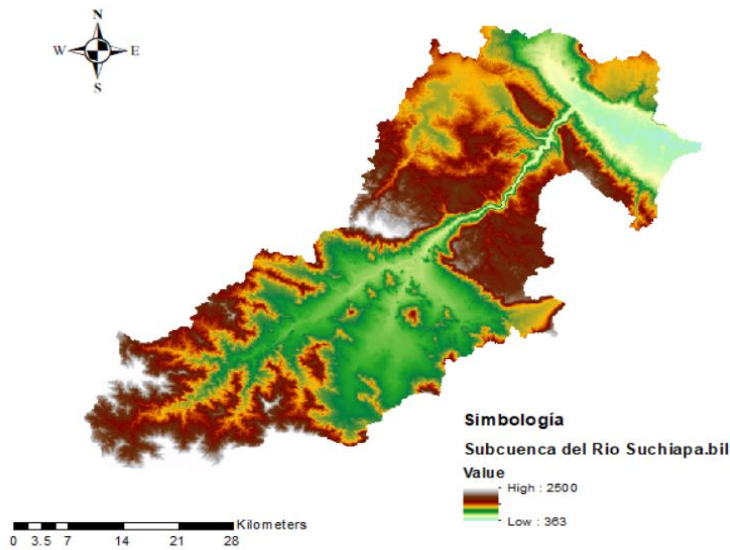 N
W E
S
Simbología
Subcuenca del Rio Suchiapa.bil
Value
High : 2500
Low : 363
Kilometers
0 3.5 7 14 21 28